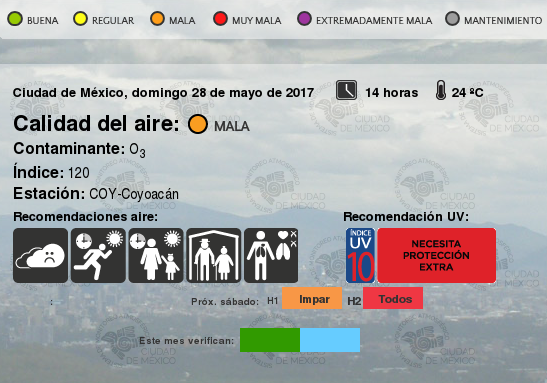 BUENA REGULAR MALA MUY MALA EXTREMADAMENTE MALA MANTENIMIENTO
Ciudad de México, domingo 28 de mayo de 2017 14 horas 24 ºC
Calidad del aire: MALA
Contaminante: O3
Índice: 120
Estación: COY-Coyoacán
Recomendaciones aire: Recomendación UV:
ÍNDICE UV 10 NECESITA PROTECCIÓN EXTRA
Próx. sábado: H1 Impar H2 Todos
Este mes verifican:
CIUDAD DE MÉXICO